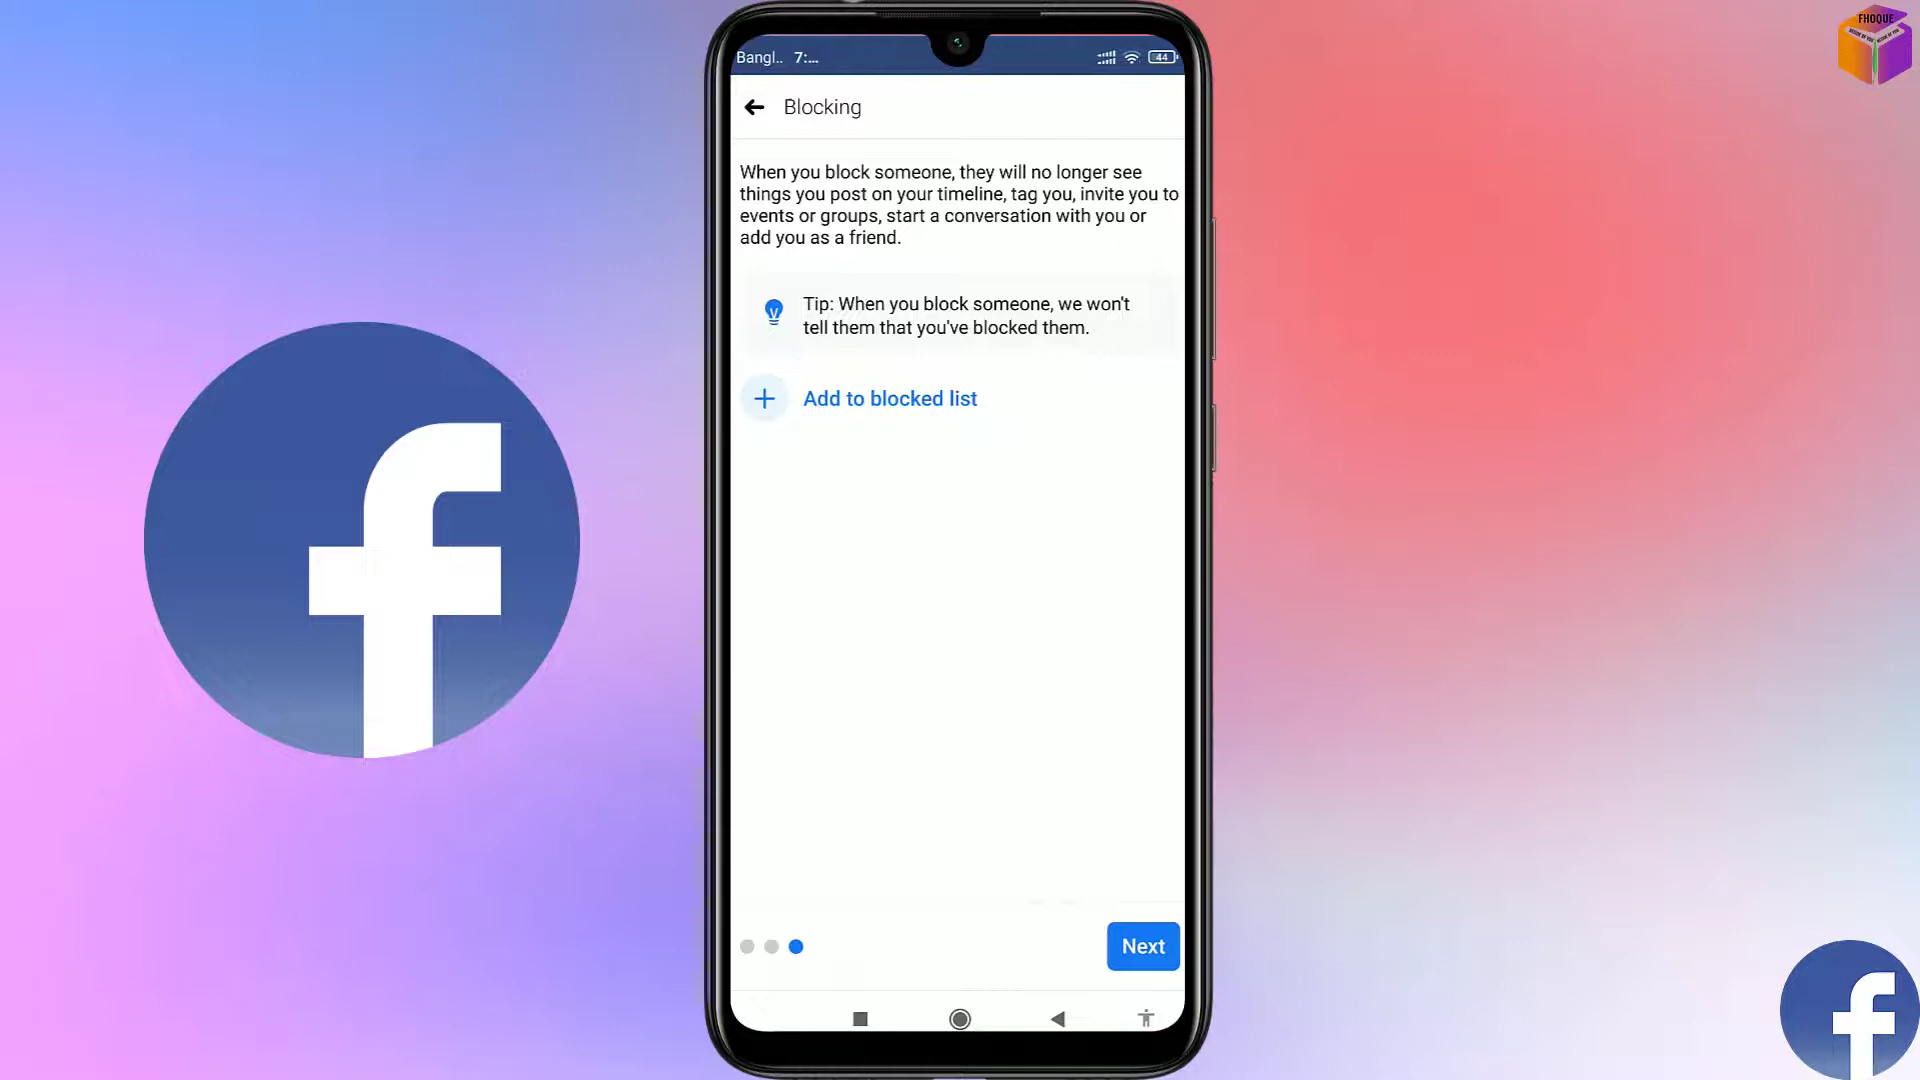 FHOQUE
Bangl.. 7:...
44
Blocking
When you block someone, they will no longer see
things you post on your timeline, tag you, invite you to
events or groups, start a conversation with you or
add you as a friend.
Tip: When you block someone, we won't
tell them that you've blocked them.
Add to blocked list
Next